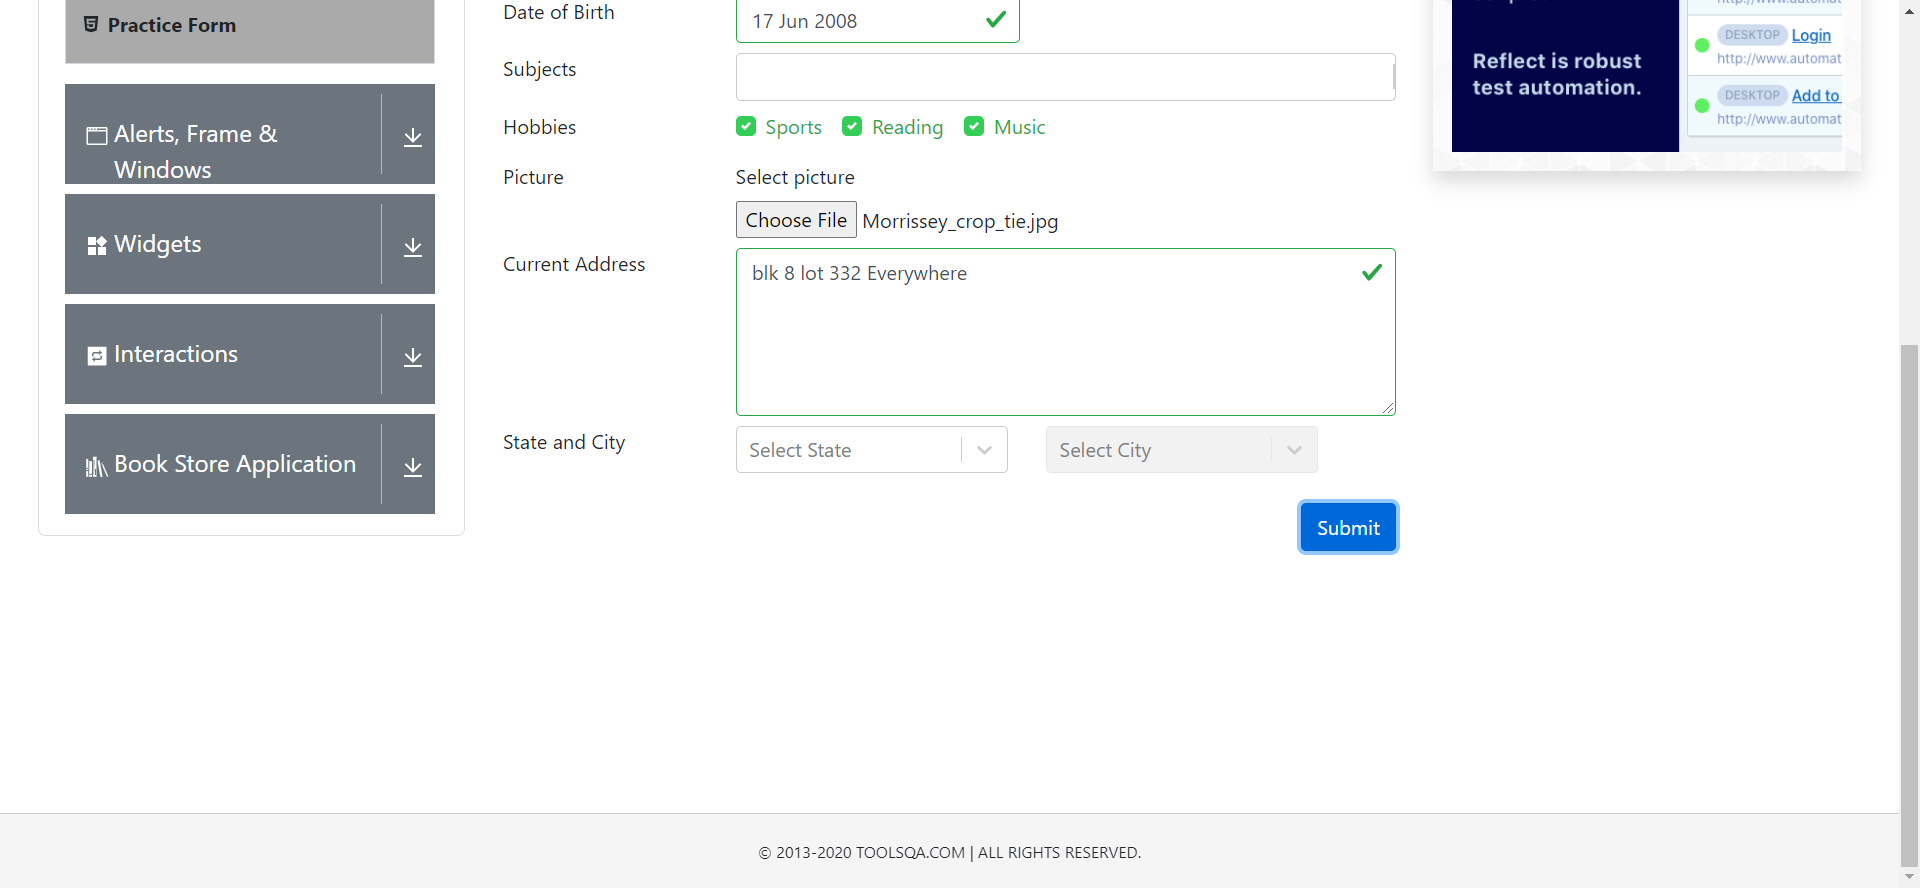 Practice Form
Alerts, Frame &
Windows
Widgets
Interactions
Book Store Application
Date of Birth
17 Jun 2008
Subjects
Hobbies
Sports
Reading
Music
Picture
Select picture
Choose File
Morrissey_crop_tie.jpg
Current Address
blk 8 lot 332 Everywhere
State and City
Select State
Select City
Submit
Reflect is robust
test automation.
DESKTOP Login
http://www.automat
DESKTOP Add to
http://www.automat
© 2013-2020 TOOLSQA.COM | ALL RIGHTS RESERVED.